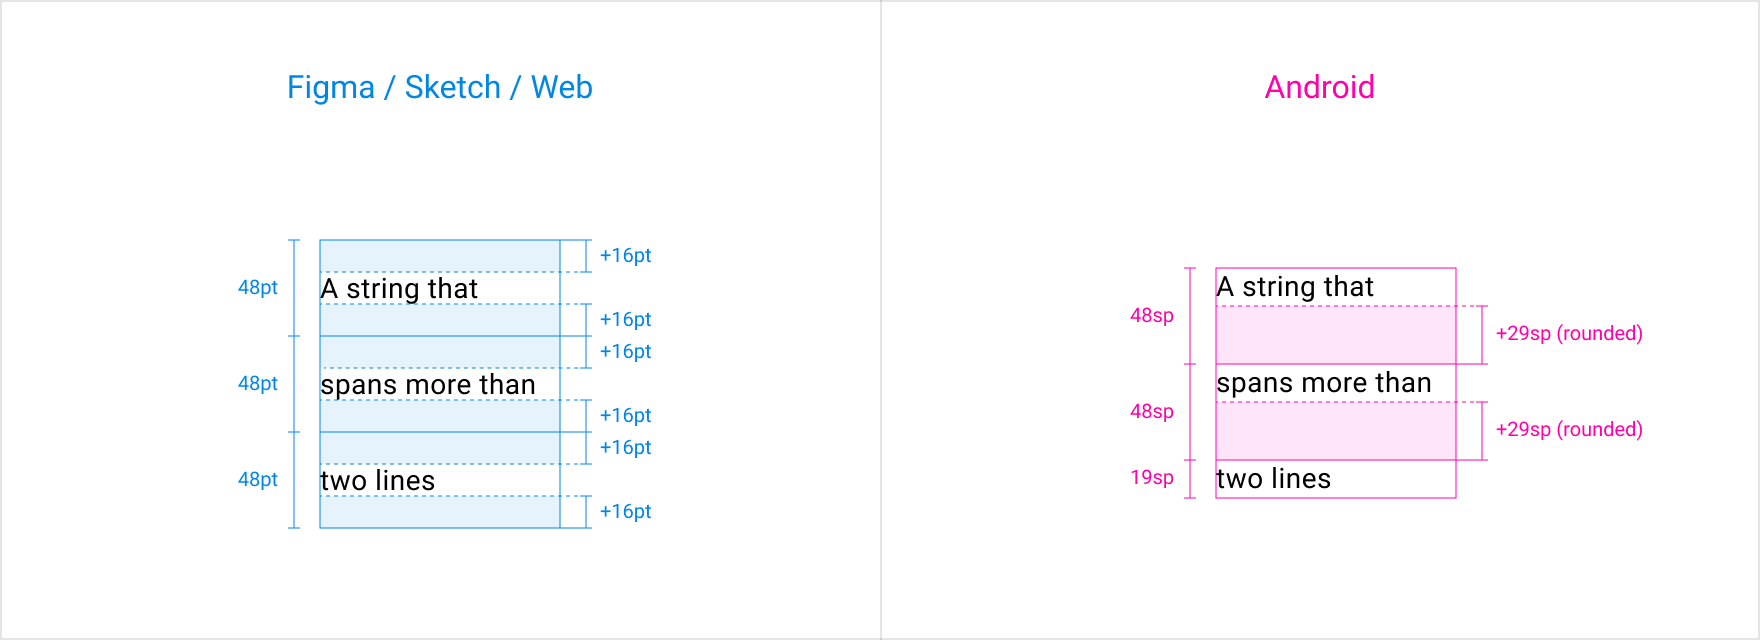 Figma / Sketch / Web
+16pt
48pt
A string that
+16pt
+16pt
48pt
spans more than
+16pt
+16pt
48pt
two lines
+16pt
Android
A string that
48sp
+29sp (rounded)
spans more than
48sp
+29sp (rounded)
19sp
two lines